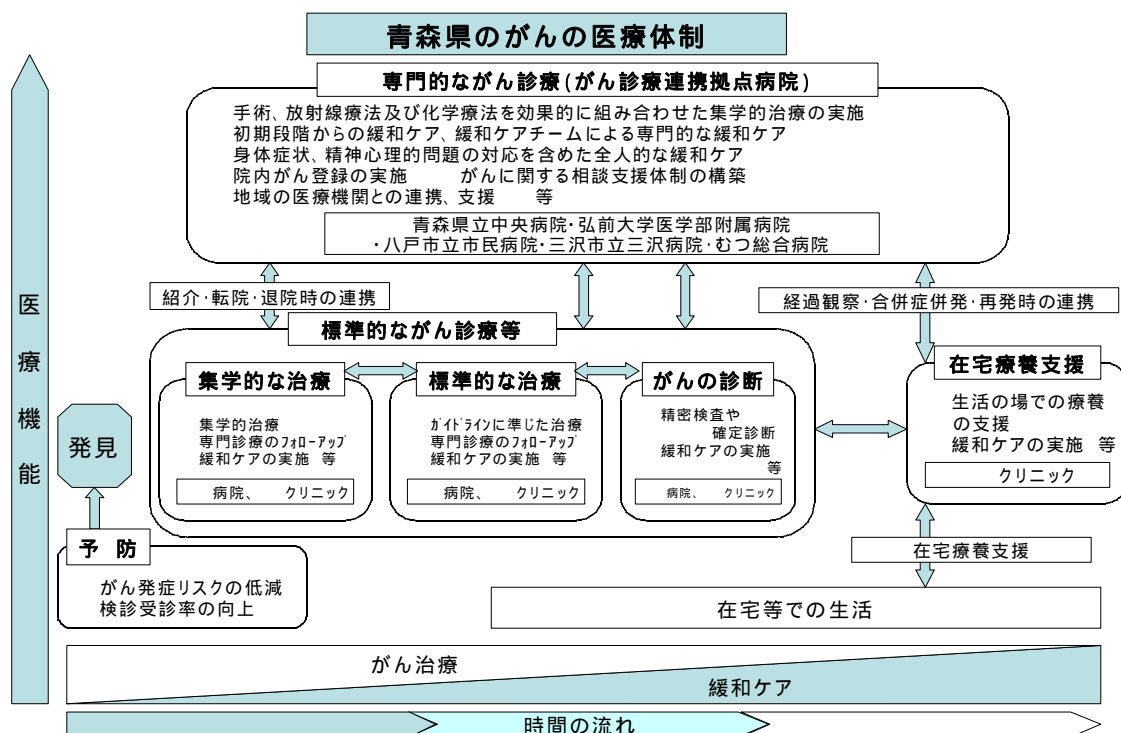 青森県のがんの医療体制
専門的ながん診療(がん診療連携拠点病院)
手術、放射線療法及び化学療法を効果的に組み合わせた集学的治療の実施
初期段階からの緩和ケア、緩和ケアチームによる専門的な緩和ケア
身体症状、精神心理的問題の対応を含めた全人的な緩和ケア
院内がん登録の実施　がんに関する相談支援体制の構築
地域の医療機関との連携、支援　等
青森県立中央病院・弘前大学医学部附属病院
・八戸市立市民病院・三沢市立三沢病院・むつ総合病院
医療機能
紹介・転院・退院時の連携
経過観察・合併症併発・再発時の連携
標準的ながん診療等
集学的な治療
集学的治療
専門診療のフォローアップ
緩和ケアの実施 等
病院、　クリニック
標準的な治療
ガイドラインに準じた治療
専門診療のフォローアップ
緩和ケアの実施 等
病院、　クリニック
がんの診断
精密検査や
確定診断
緩和ケアの実施
等
病院、　クリニック
在宅療養支援
生活の場での療養
の支援
緩和ケアの実施 等
クリニック
発見
予 防
がん発症リスクの低減
検診受診率の向上
在宅療養支援
在宅等での生活
がん治療
緩和ケア
時間の流れ